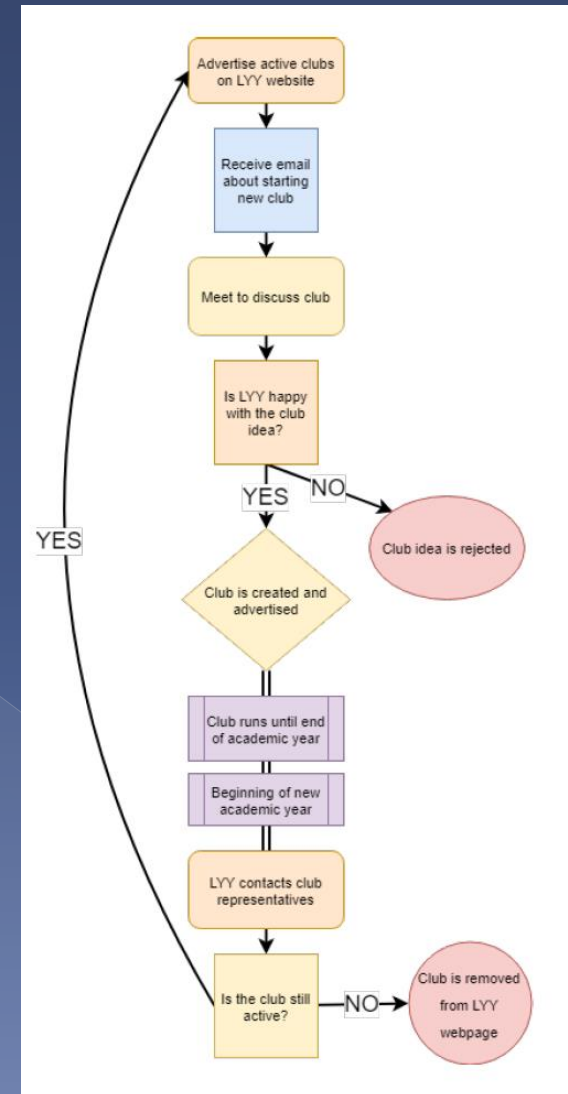 Advertise active clubs
on LYY website
Receive email
about starting
new club
Meet to discuss club
Is LYY happy
with the club
idea?
YES
NO
Club idea is rejected
YES
Club is created and
advertised
Club runs until end
of academic year
Beginning of new
academic year
LYY contacts club
representatives
Is the club still
active?
NO
Club is removed
from LYY
webpage